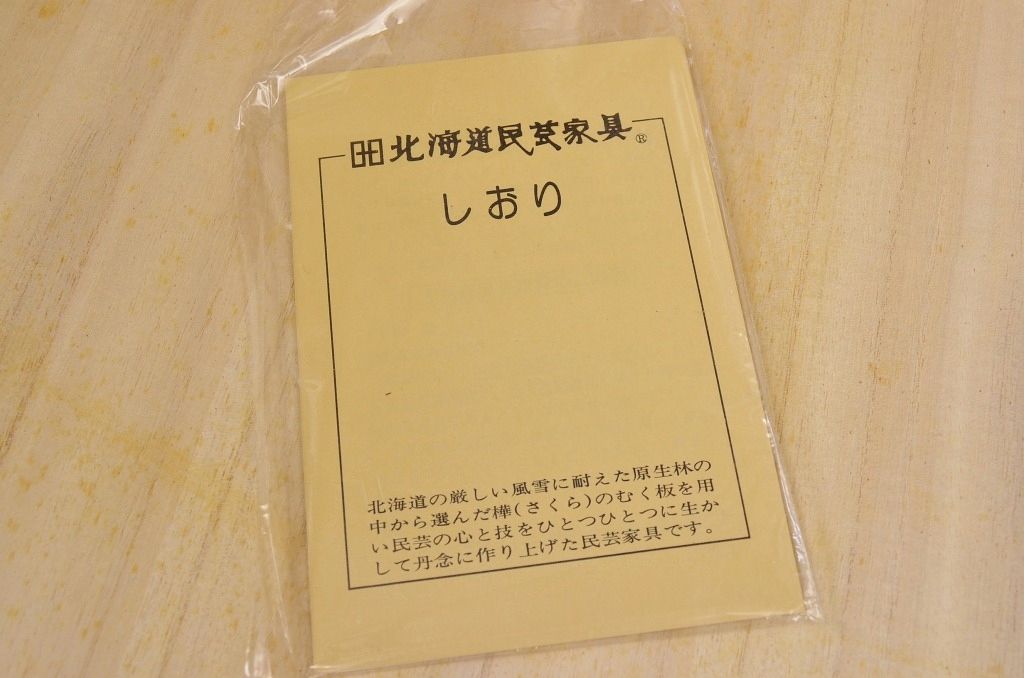 北海道民芸家具®
しおり
北海道の厳しい風雪に耐えた原生林の
中から選んだ樺(さくら)のむく板を用
い民芸の心と技をひとつひとつに生か
して丹念に作り上げた民芸家具です。